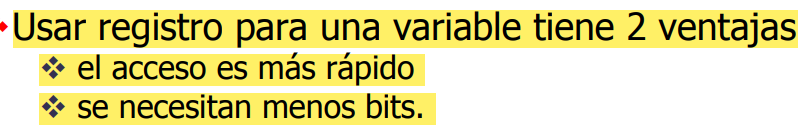 Usar registro para una variable tiene 2 ventajas
el acceso es más rápido
se necesitan menos bits.